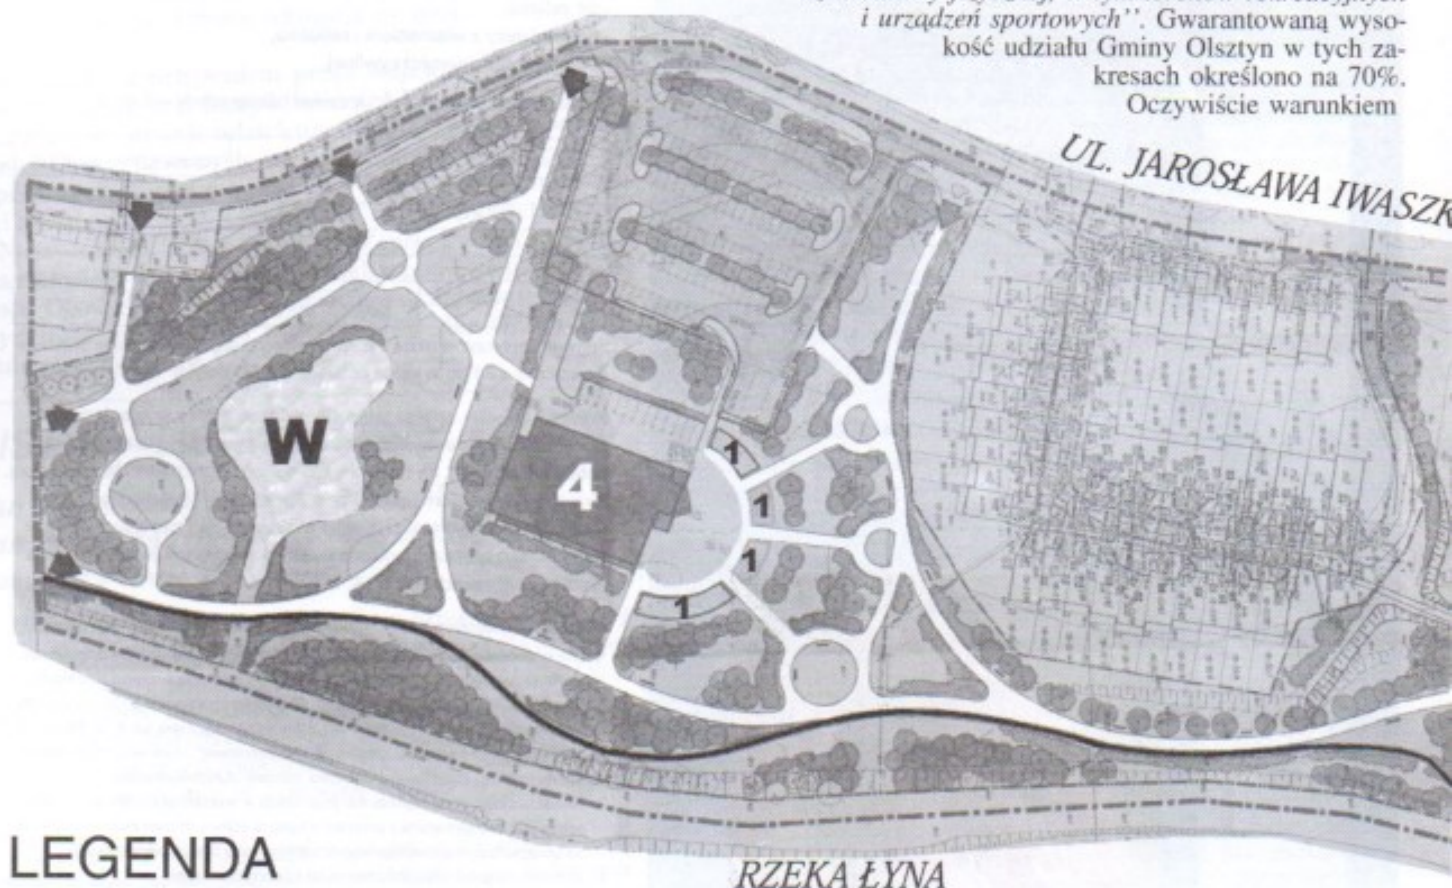 i urządzeń sportowych”. Gwarantowaną wyso-
kość udziału Gminy Olsztyn w tych za-
kresach określono na 70%.
Oczywiście warunkiem
UL. JAROSŁAWA IWASZK
W
4
1
1
1
1
LEGENDA
RZEKA ŁYNA